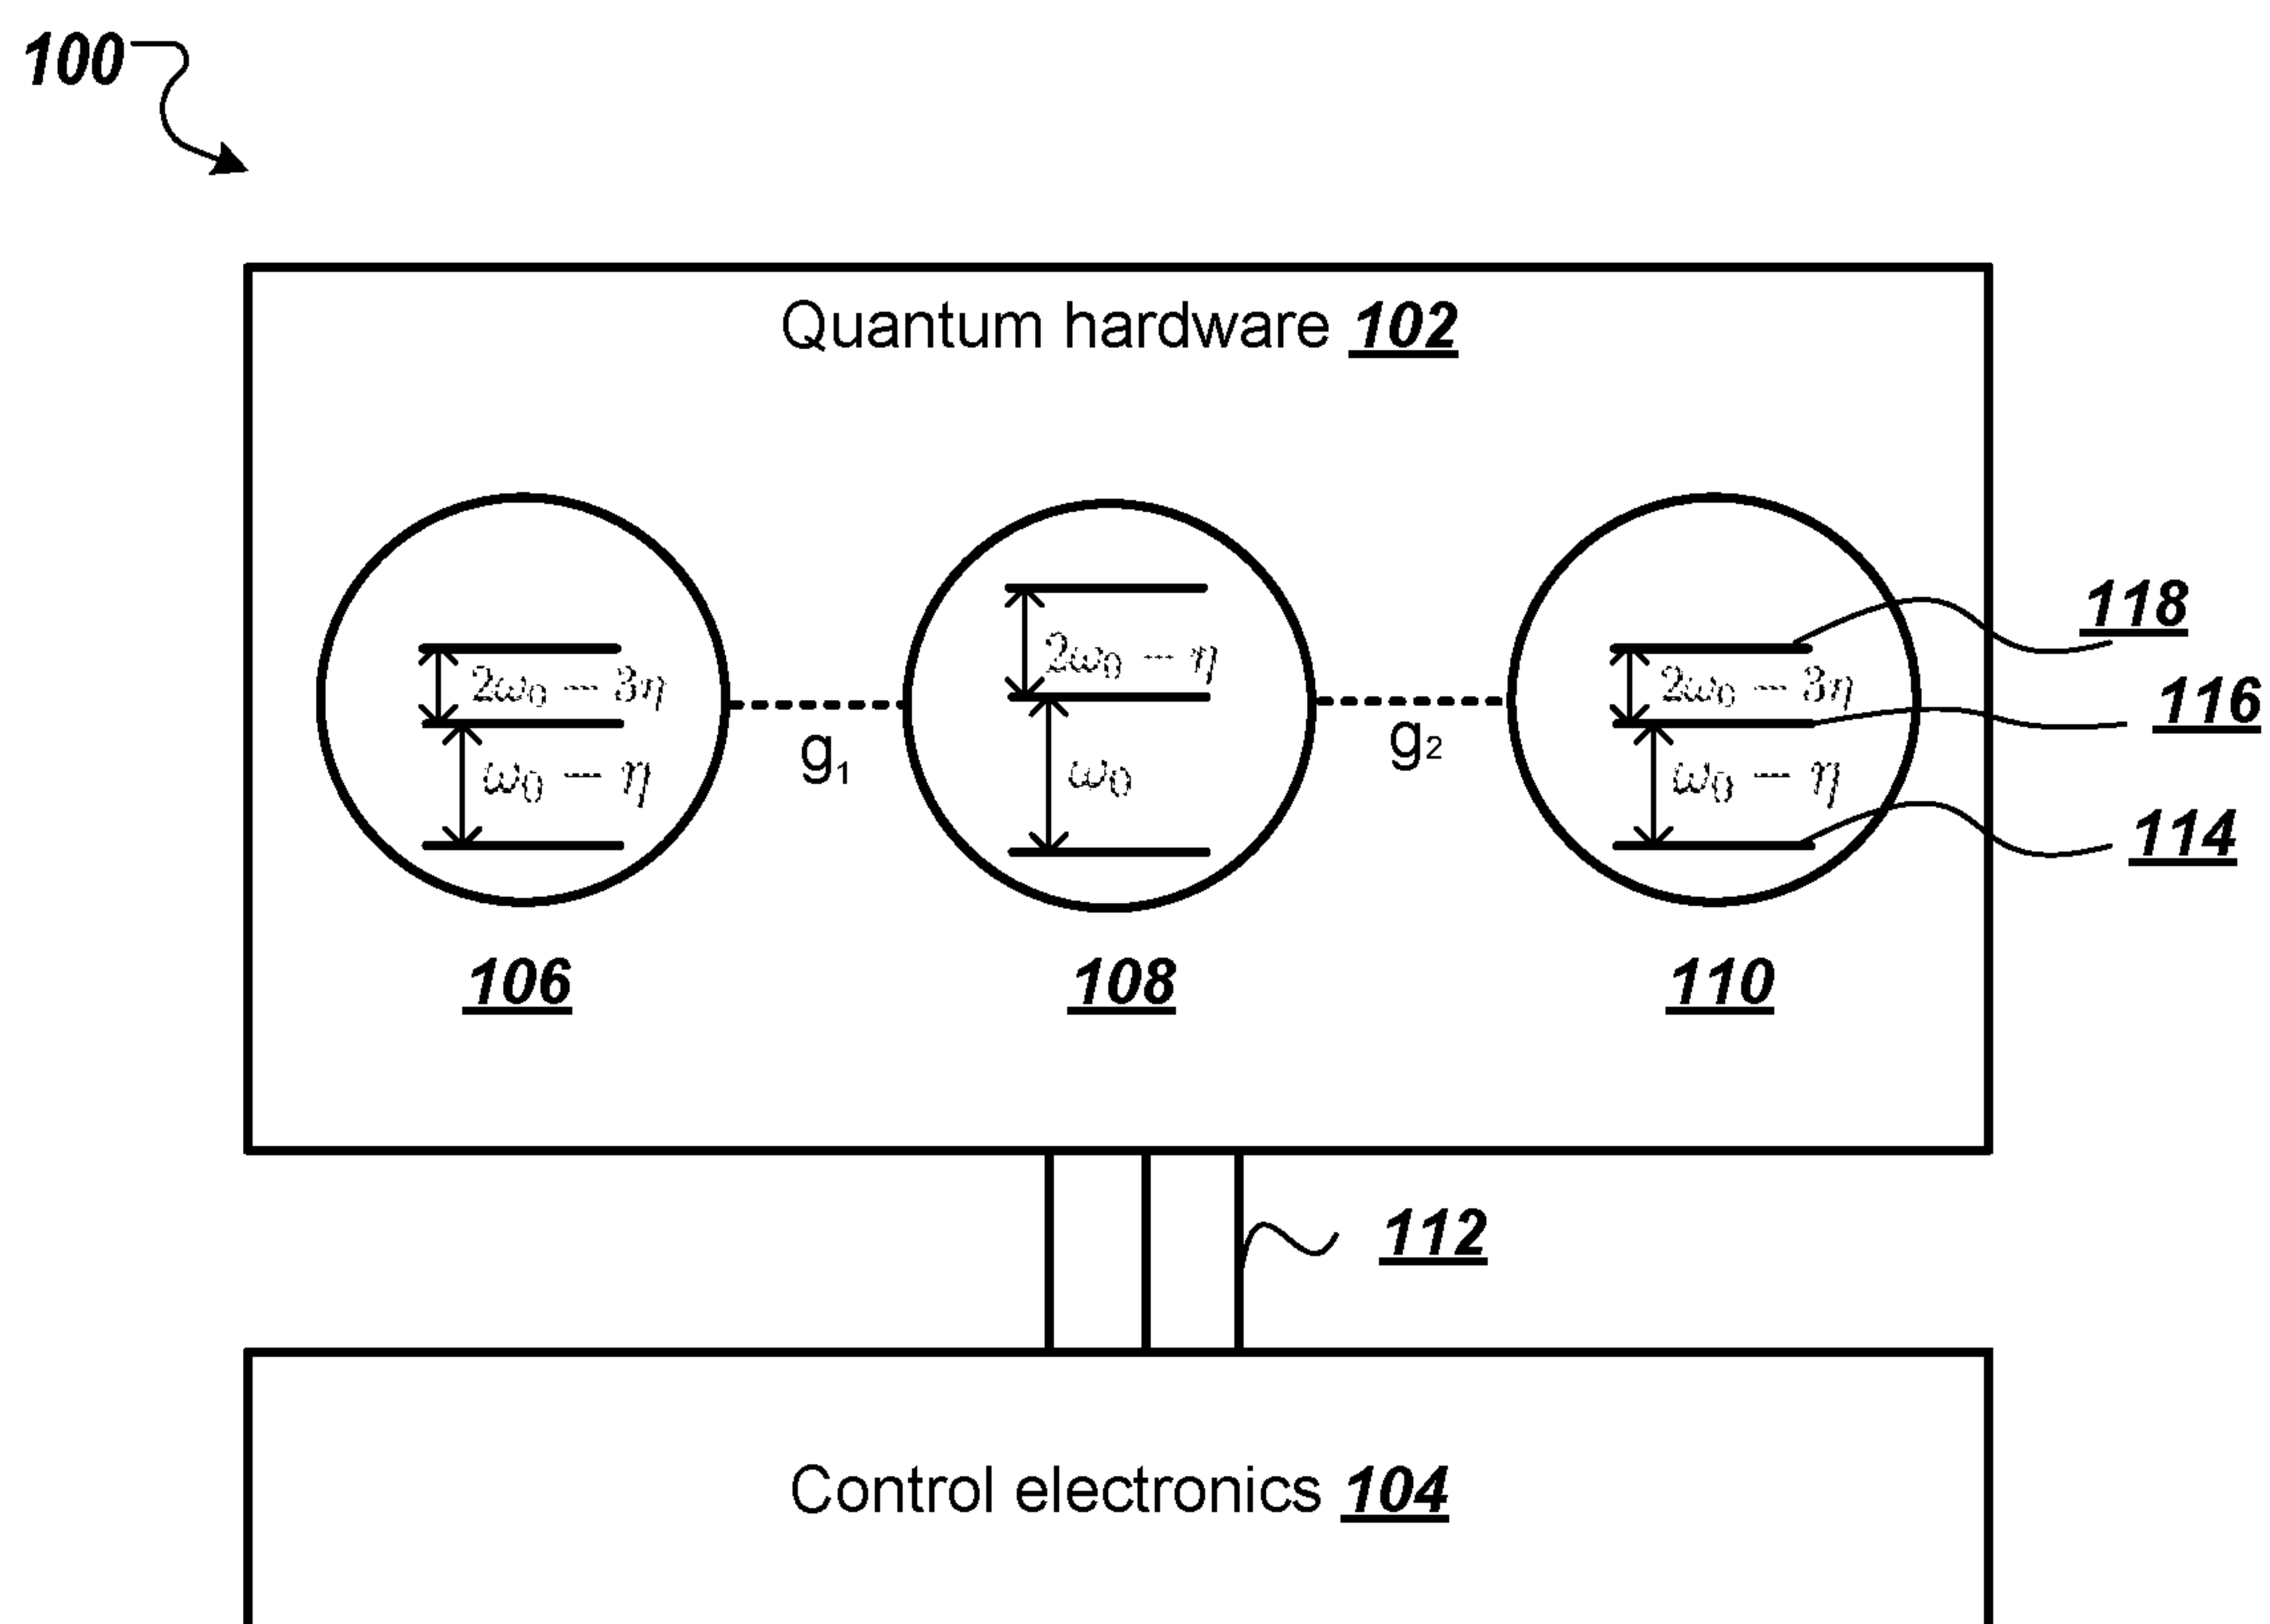 100
Quantum hardware 102
118
2ω₀ − η
2ω₀ − 3η
2ω₀ − 3η
116
g₁
g₂
ω₀ − η
ω₀
ω₀ − η
114
106
108
110
112
Control electronics 104